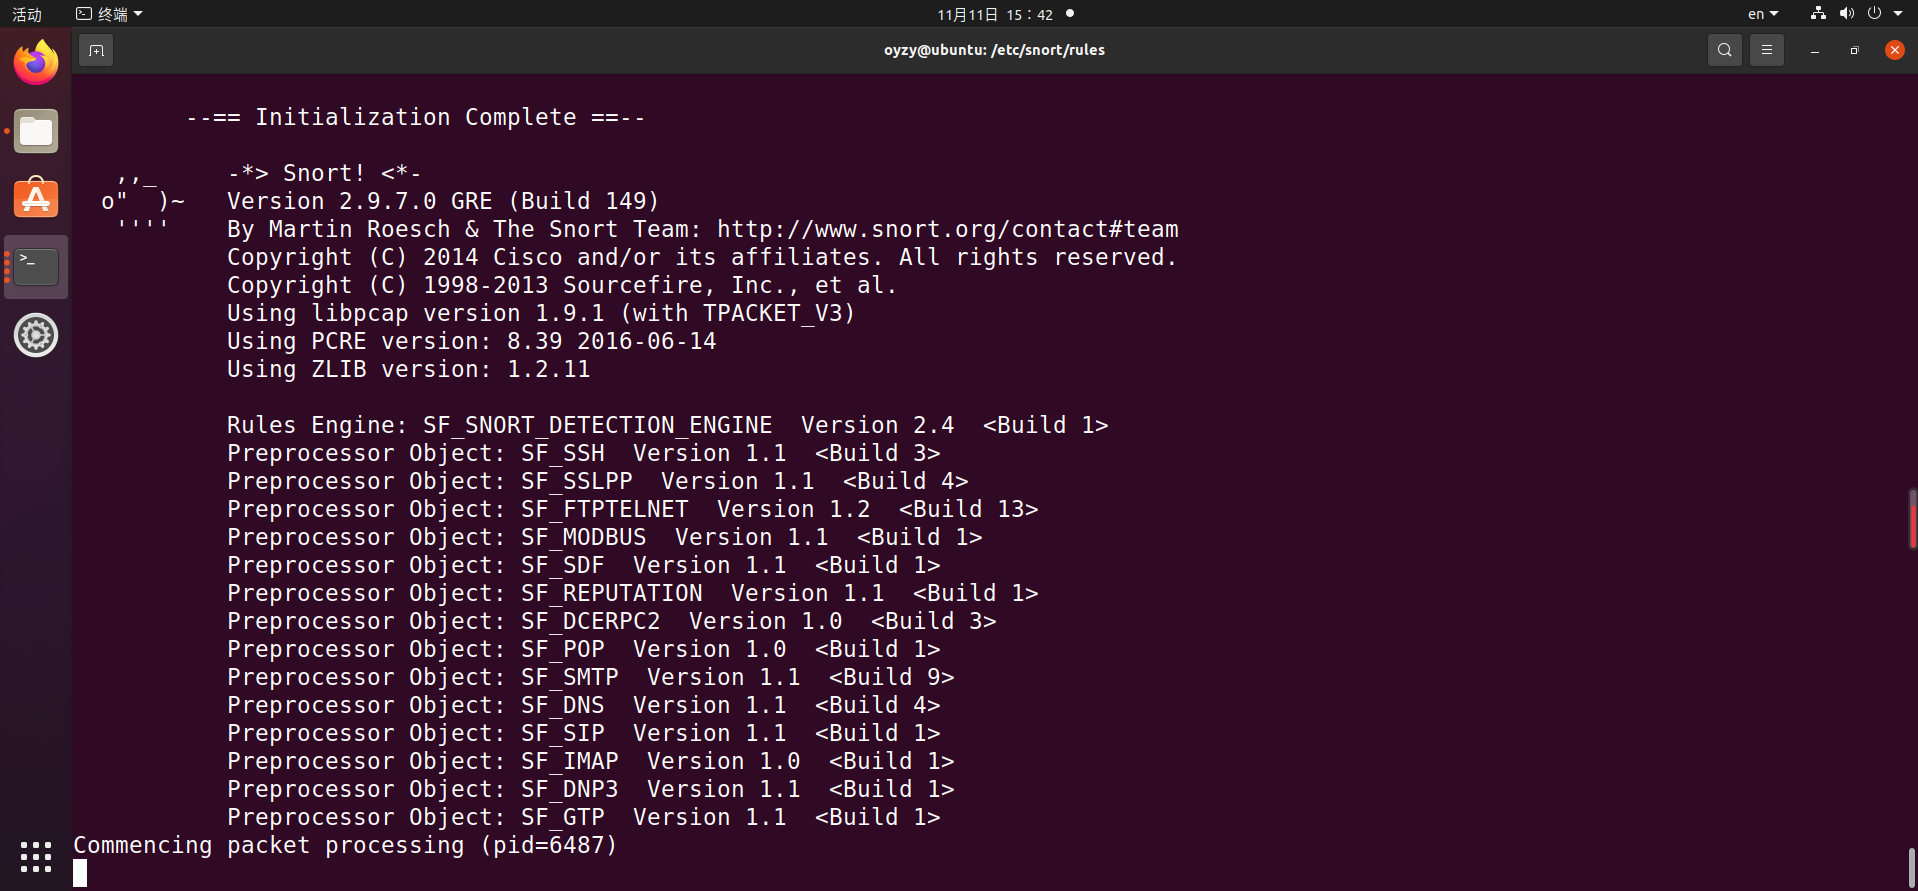 活动 终端 11月11日 15：42 en
oyzy@ubuntu: /etc/snort/rules
--== Initialization Complete ==--
,,_ -*> Snort! <*-
o" )~ Version 2.9.7.0 GRE (Build 149)
'''' By Martin Roesch & The Snort Team: http://www.snort.org/contact#team
Copyright (C) 2014 Cisco and/or its affiliates. All rights reserved.
Copyright (C) 1998-2013 Sourcefire, Inc., et al.
Using libpcap version 1.9.1 (with TPACKET_V3)
Using PCRE version: 8.39 2016-06-14
Using ZLIB version: 1.2.11
Rules Engine: SF_SNORT_DETECTION_ENGINE Version 2.4 <Build 1>
Preprocessor Object: SF_SSH Version 1.1 <Build 3>
Preprocessor Object: SF_SSLPP Version 1.1 <Build 4>
Preprocessor Object: SF_FTPTELNET Version 1.2 <Build 13>
Preprocessor Object: SF_MODBUS Version 1.1 <Build 1>
Preprocessor Object: SF_SDF Version 1.1 <Build 1>
Preprocessor Object: SF_REPUTATION Version 1.1 <Build 1>
Preprocessor Object: SF_DCERPC2 Version 1.0 <Build 3>
Preprocessor Object: SF_POP Version 1.0 <Build 1>
Preprocessor Object: SF_SMTP Version 1.1 <Build 9>
Preprocessor Object: SF_DNS Version 1.1 <Build 4>
Preprocessor Object: SF_SIP Version 1.1 <Build 1>
Preprocessor Object: SF_IMAP Version 1.0 <Build 1>
Preprocessor Object: SF_DNP3 Version 1.1 <Build 1>
Preprocessor Object: SF_GTP Version 1.1 <Build 1>
Commencing packet processing (pid=6487)